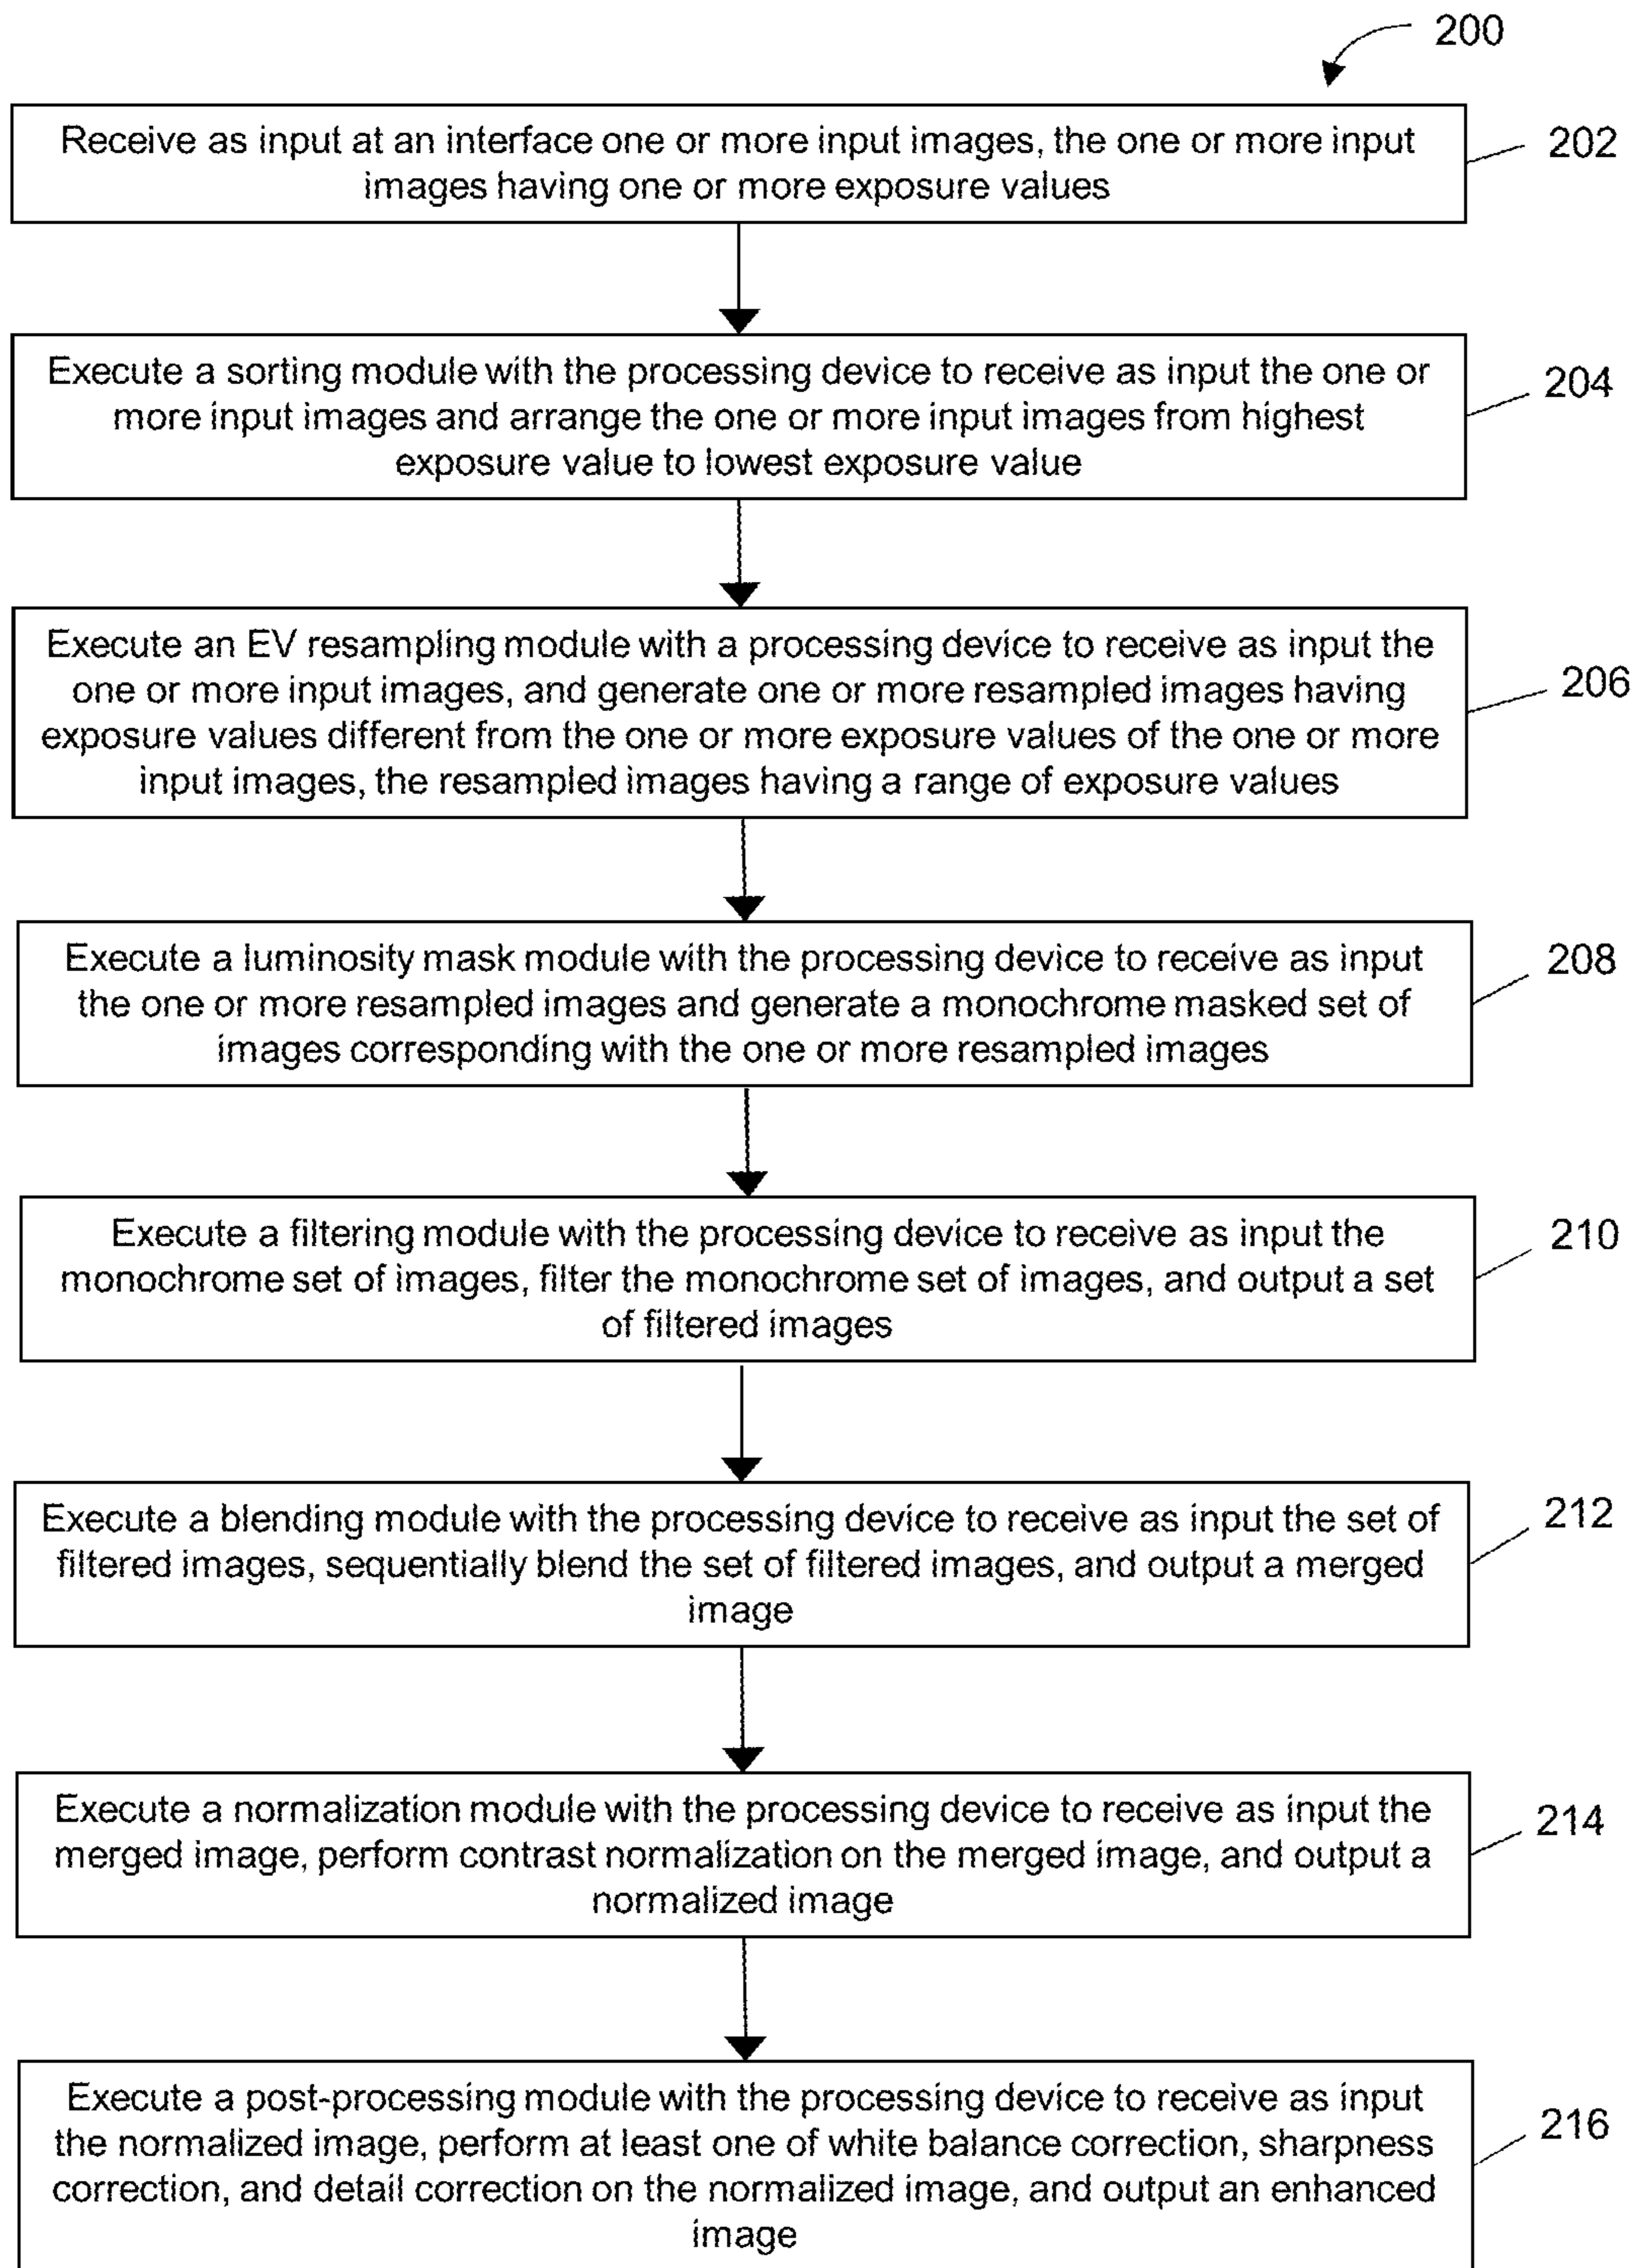 200
Receive as input at an interface one or more input images, the one or more input
images having one or more exposure values
202
Execute a sorting module with the processing device to receive as input the one or
more input images and arrange the one or more input images from highest
exposure value to lowest exposure value
204
Execute an EV resampling module with a processing device to receive as input the
one or more input images, and generate one or more resampled images having
exposure values different from the one or more exposure values of the one or more
input images, the resampled images having a range of exposure values
206
Execute a luminosity mask module with the processing device to receive as input
the one or more resampled images and generate a monochrome masked set of
images corresponding with the one or more resampled images
208
Execute a filtering module with the processing device to receive as input the
monochrome set of images, filter the monochrome set of images, and output a set
of filtered images
210
Execute a blending module with the processing device to receive as input the set of
filtered images, sequentially blend the set of filtered images, and output a merged
image
212
Execute a normalization module with the processing device to receive as input the
merged image, perform contrast normalization on the merged image, and output a
normalized image
214
Execute a post-processing module with the processing device to receive as input
the normalized image, perform at least one of white balance correction, sharpness
correction, and detail correction on the normalized image, and output an enhanced
image
216